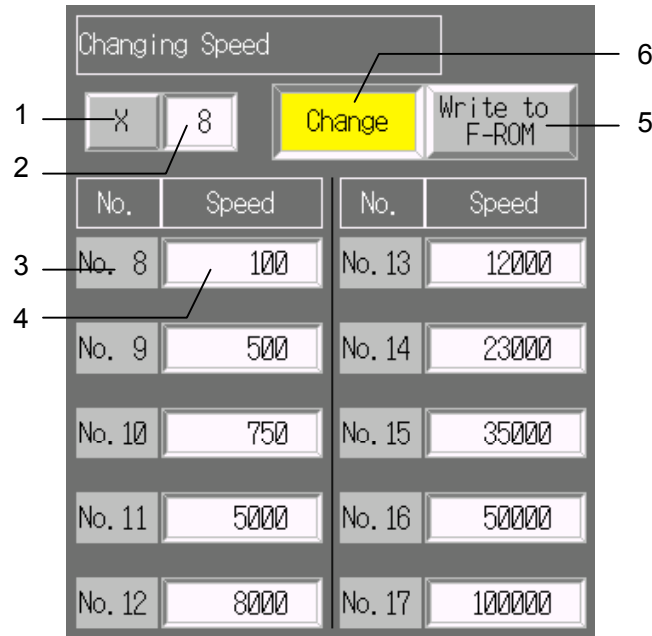 Changing Speed
6
1
X
8
Change
Write to
F-ROM
5
2
No.
Speed
No.
Speed
3
No. 8
100
No. 13
12000
4
No. 9
500
No. 14
23000
No. 10
750
No. 15
35000
No. 11
5000
No. 16
50000
No. 12
8000
No. 17
100000